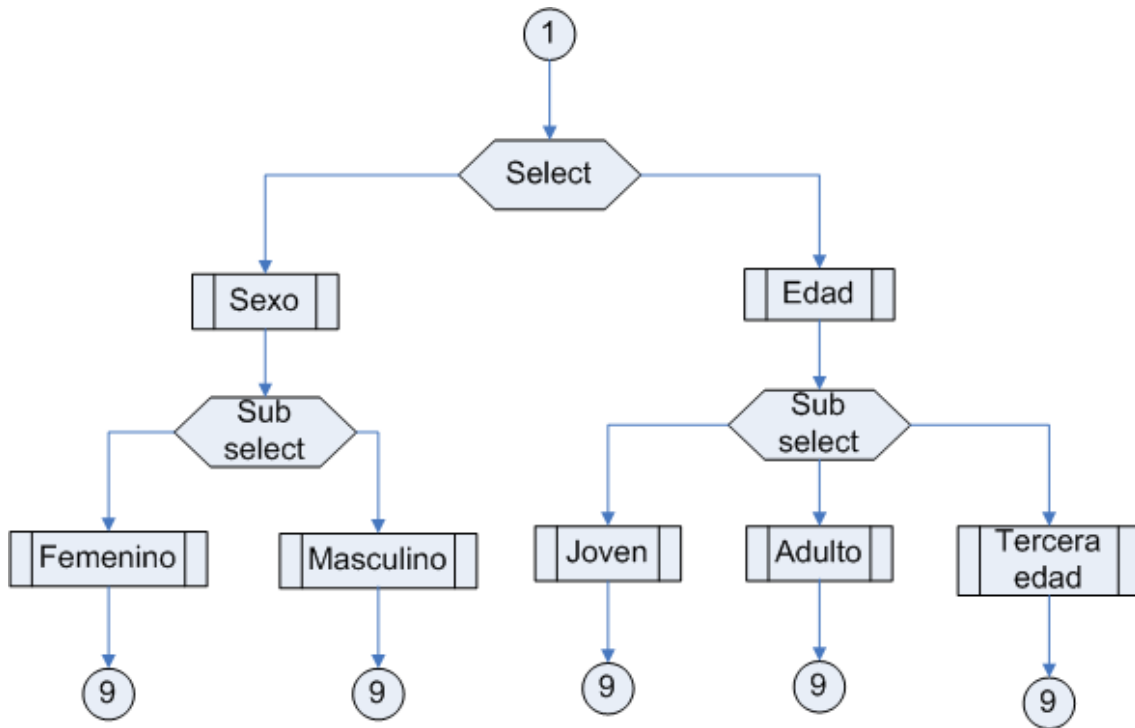 1
Select
Sexo
Edad
Sub
select
Sub
select
Femenino
Masculino
Joven
Adulto
Tercera
edad
9
9
9
9
9